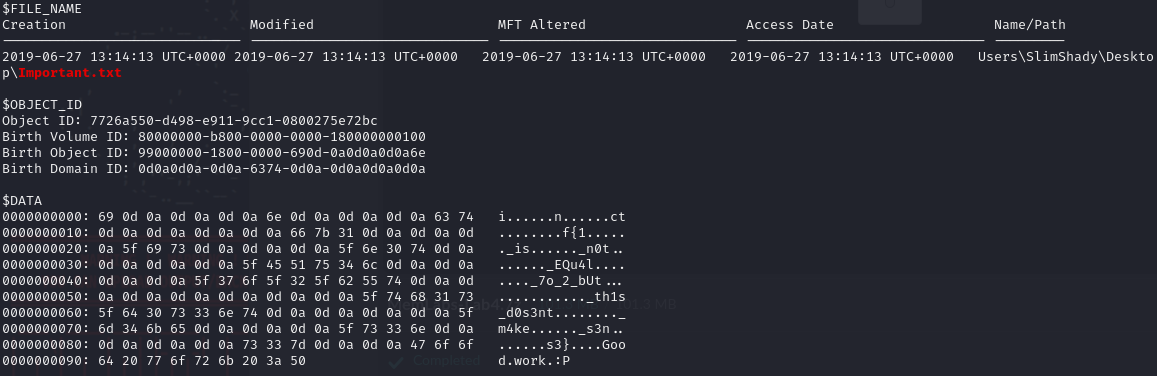 $FILE_NAME
Creation Modified MFT Altered Access Date Name/Path
2019-06-27 13:14:13 UTC+0000 2019-06-27 13:14:13 UTC+0000 2019-06-27 13:14:13 UTC+0000 2019-06-27 13:14:13 UTC+0000 Users\SlimShady\Deskto
p\Important.txt
$OBJECT_ID
Object ID: 7726a550-d498-e911-9cc1-0800275e72bc
Birth Volume ID: 80000000-b800-0000-0000-180000000100
Birth Object ID: 99000000-1800-0000-690d-0a0d0a0d0a6e
Birth Domain ID: 0d0a0d0a-0d0a-6374-0d0a-0d0a0d0a0d0a
$DATA
0000000000: 69 0d 0a 0d 0a 0d 0a 6e 0d 0a 0d 0a 0d 0a 63 74 i......n......ct
0000000010: 0d 0a 0d 0a 0d 0a 0d 0a 66 7b 31 0d 0a 0d 0a 0d ........f{1.....
0000000020: 0a 5f 69 73 0d 0a 0d 0a 0d 0a 5f 6e 30 74 0d 0a ._is......_n0t..
0000000030: 0d 0a 0d 0a 0d 0a 5f 45 51 75 34 6c 0d 0a 0d 0a ......_EQu4l....
0000000040: 0d 0a 0d 0a 5f 37 6f 5f 32 5f 62 55 74 0d 0a 0d ...._7o_2_bUt...
0000000050: 0a 0d 0a 0d 0a 0d 0a 0d 0a 0d 0a 5f 74 68 31 73 ..........._th1s
0000000060: 5f 64 30 73 33 6e 74 0d 0a 0d 0a 0d 0a 0d 0a 5f _d0s3nt........_
0000000070: 6d 34 6b 65 0d 0a 0d 0a 0d 0a 5f 73 33 6e 0d 0a m4ke......_s3n..
0000000080: 0d 0a 0d 0a 0d 0a 73 33 7d 0d 0a 0d 0a 47 6f 6f ......s3}....Goo
0000000090: 64 20 77 6f 72 6b 20 3a 50 d.work.:P
Completed